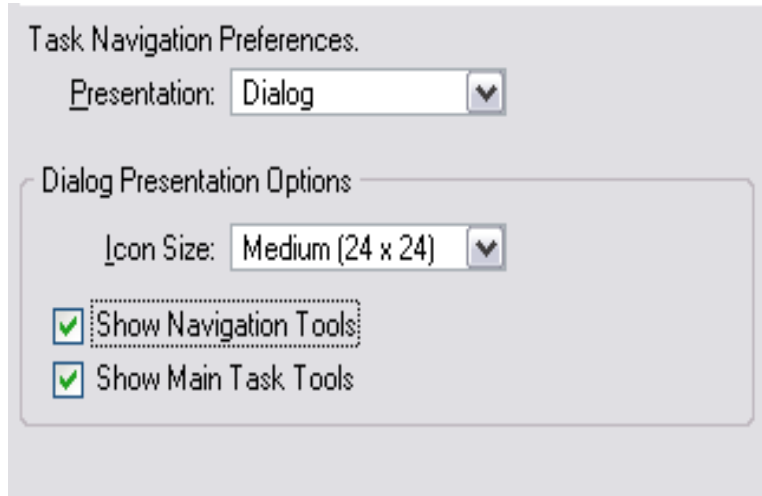 Task Navigation Preferences.
Presentation: Dialog
Dialog Presentation Options
Icon Size: Medium (24 x 24)
Show Navigation Tools
Show Main Task Tools